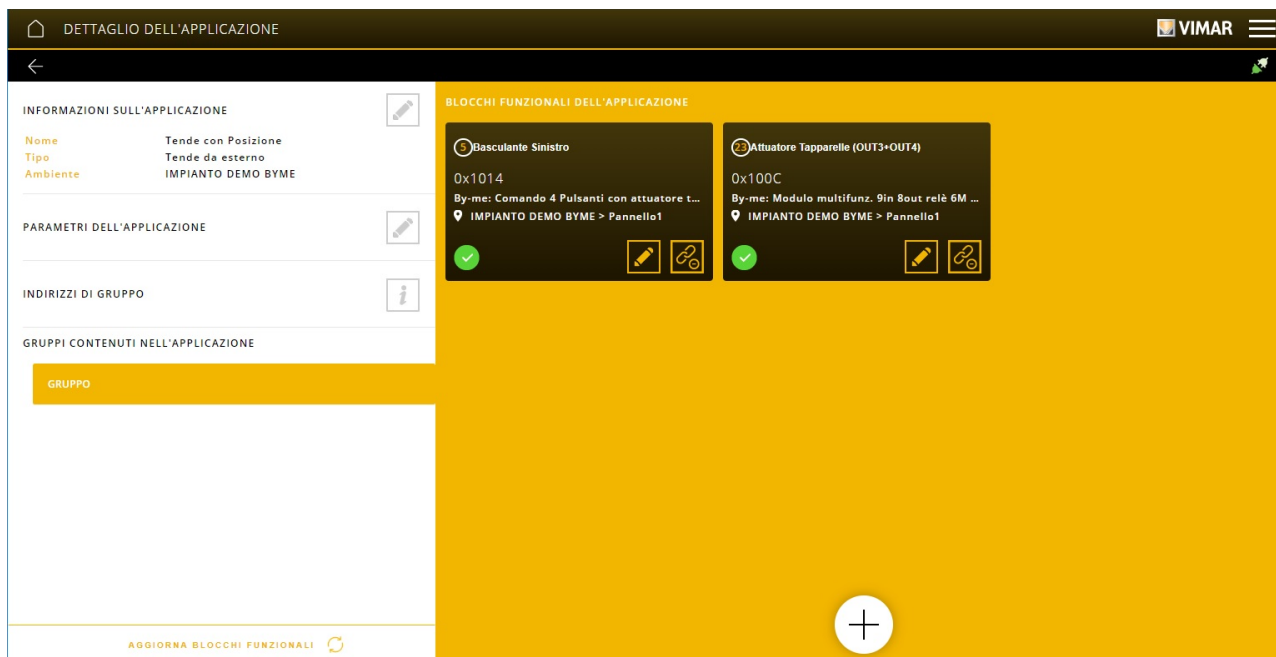 DETTAGLIO DELL'APPLICAZIONE
VIMAR
INFORMAZIONI SULL'APPLICAZIONE
Nome Tende con Posizione
Tipo Tende da esterno
Ambiente IMPIANTO DEMO BYME
PARAMETRI DELL'APPLICAZIONE
INDIRIZZI DI GRUPPO
i
GRUPPI CONTENUTI NELL'APPLICAZIONE
GRUPPO
AGGIORNA BLOCCHI FUNZIONALI
BLOCCHI FUNZIONALI DELL'APPLICAZIONE
5 Basculante Sinistro
0x1014
By-me: Comando 4 Pulsanti con attuatore t...
IMPIANTO DEMO BYME > Pannello1
23 Attuatore Tapparelle (OUT3+OUT4)
0x100C
By-me: Modulo multifunz. 9in 8out relè 6M ...
IMPIANTO DEMO BYME > Pannello1